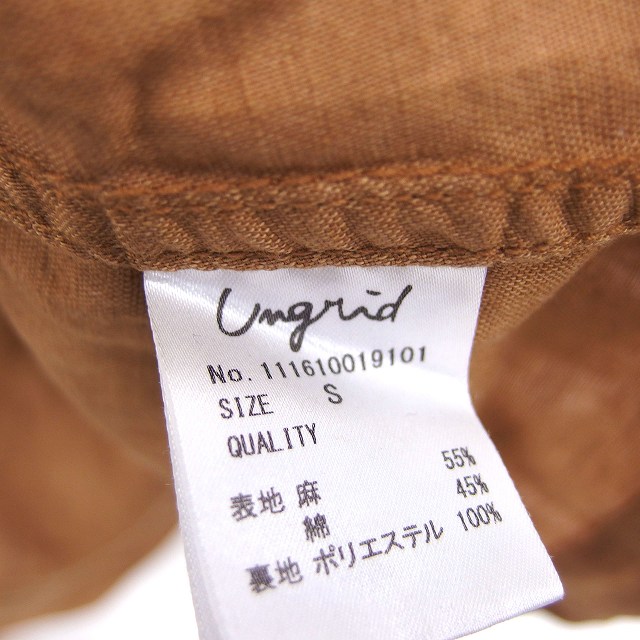 Ungrid
No. 111610019101
SIZE S
QUALITY
表地 麻 55%
綿 45%
裏地 ポリエステル 100%